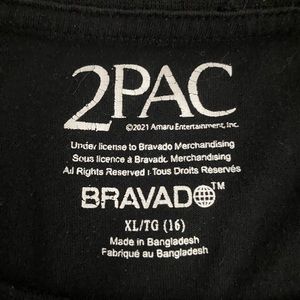 2PAC
©2021 Amaru Entertainment, Inc.
Under license to Bravado Merchandising
Sous licence à Bravado Merchandising
All Rights Reserved | Tous Droits Reservés
BRAVADO™
XL/TG (16)
Made in Bangladesh
Fabriqué au Bangladesh